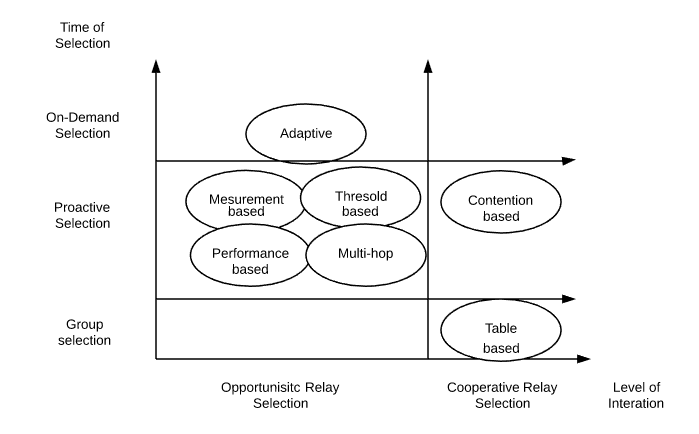 Time of
Selection
On-Demand
Selection
Adaptive
Proactive
Selection
Mesurement
based
Thresold
based
Contention
based
Performance
based
Multi-hop
Group
selection
Table
based
Opportunisitc Relay
Selection
Cooperative Relay
Selection
Level of
Interation